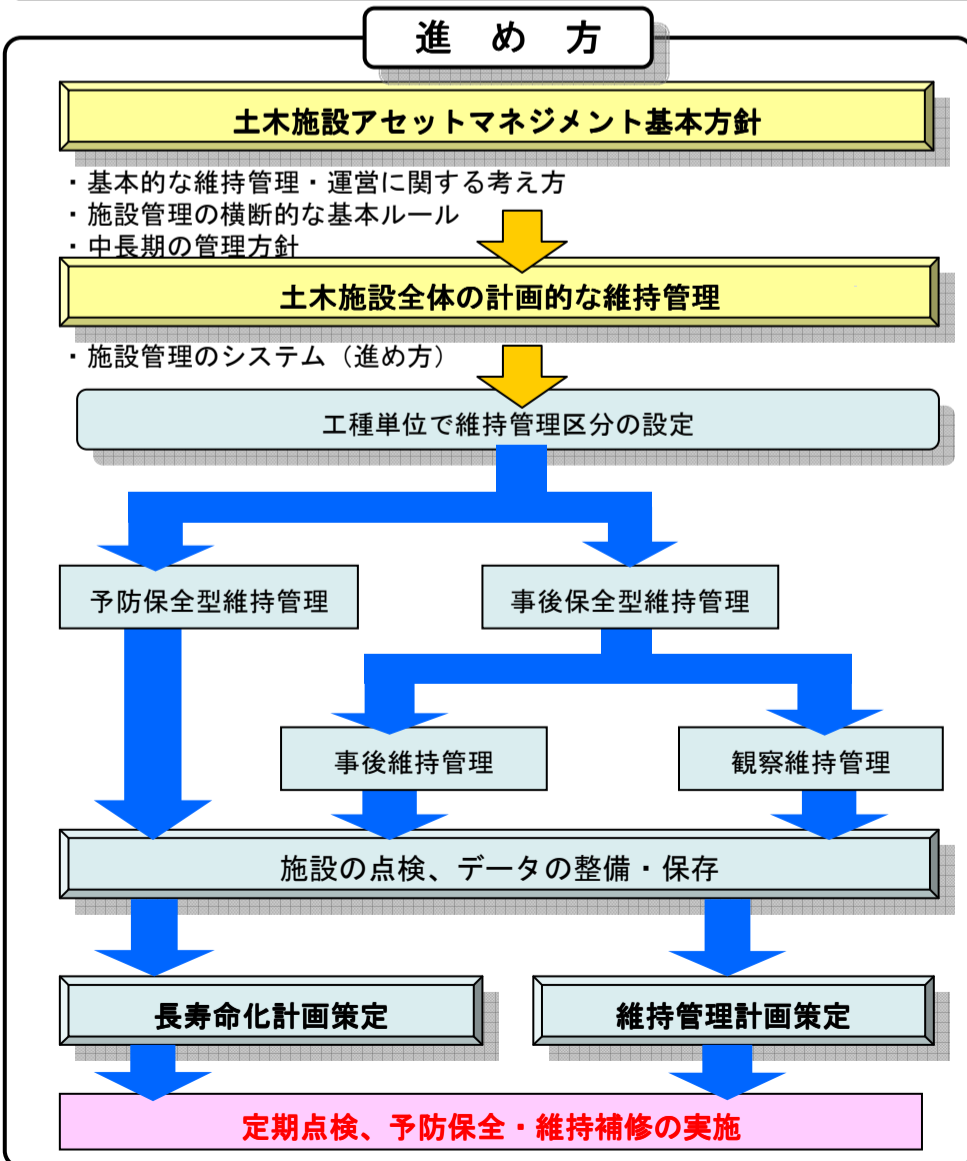 進 め 方
土木施設アセットマネジメント基本方針
・基本的な維持管理・運営に関する考え方
・施設管理の横断的な基本ルール
・中長期の管理方針
土木施設全体の計画的な維持管理
・施設管理のシステム（進め方）
工種単位で維持管理区分の設定
予防保全型維持管理
事後保全型維持管理
事後維持管理
観察維持管理
施設の点検、データの整備・保存
長寿命化計画策定
維持管理計画策定
定期点検、予防保全・維持補修の実施